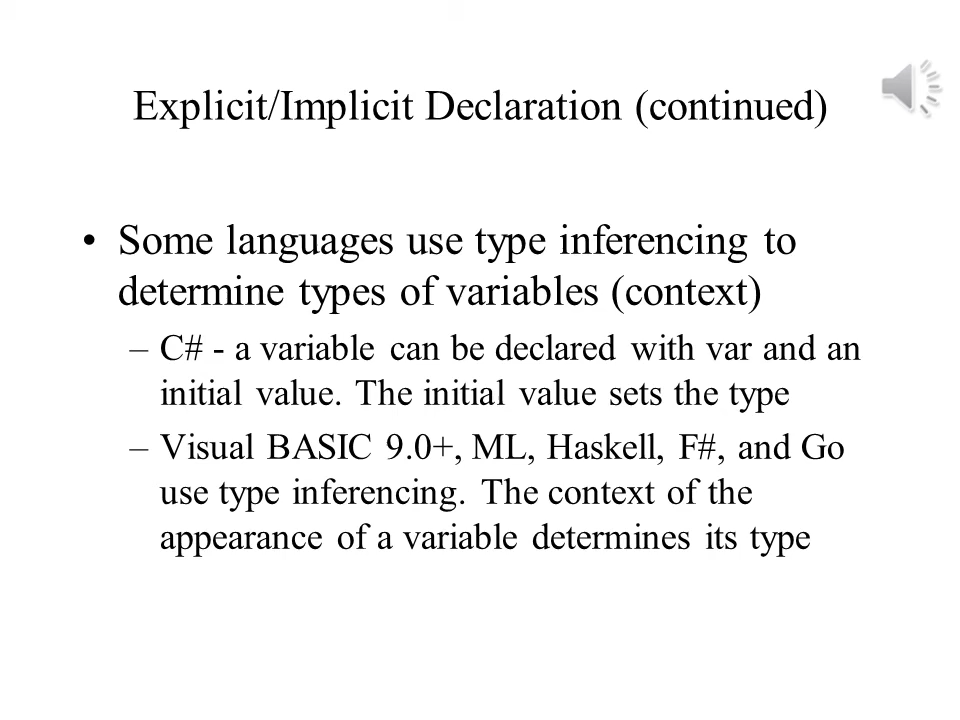 Explicit/Implicit Declaration (continued)
• Some languages use type inferencing to
determine types of variables (context)
– C# - a variable can be declared with var and an
initial value. The initial value sets the type
– Visual BASIC 9.0+, ML, Haskell, F#, and Go
use type inferencing. The context of the
appearance of a variable determines its type